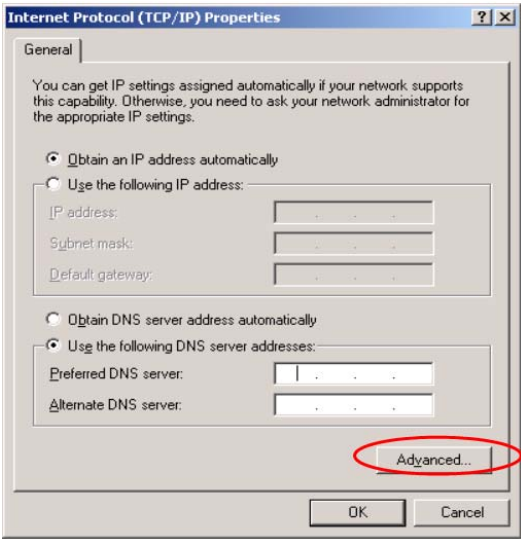 Internet Protocol (TCP/IP) Properties
General
You can get IP settings assigned automatically if your network supports
this capability. Otherwise, you need to ask your network administrator for
the appropriate IP settings.
Obtain an IP address automatically
Use the following IP address:
IP address:
Subnet mask:
Default gateway:
Obtain DNS server address automatically
Use the following DNS server addresses:
Preferred DNS server:
Alternate DNS server:
Advanced...
OK Cancel